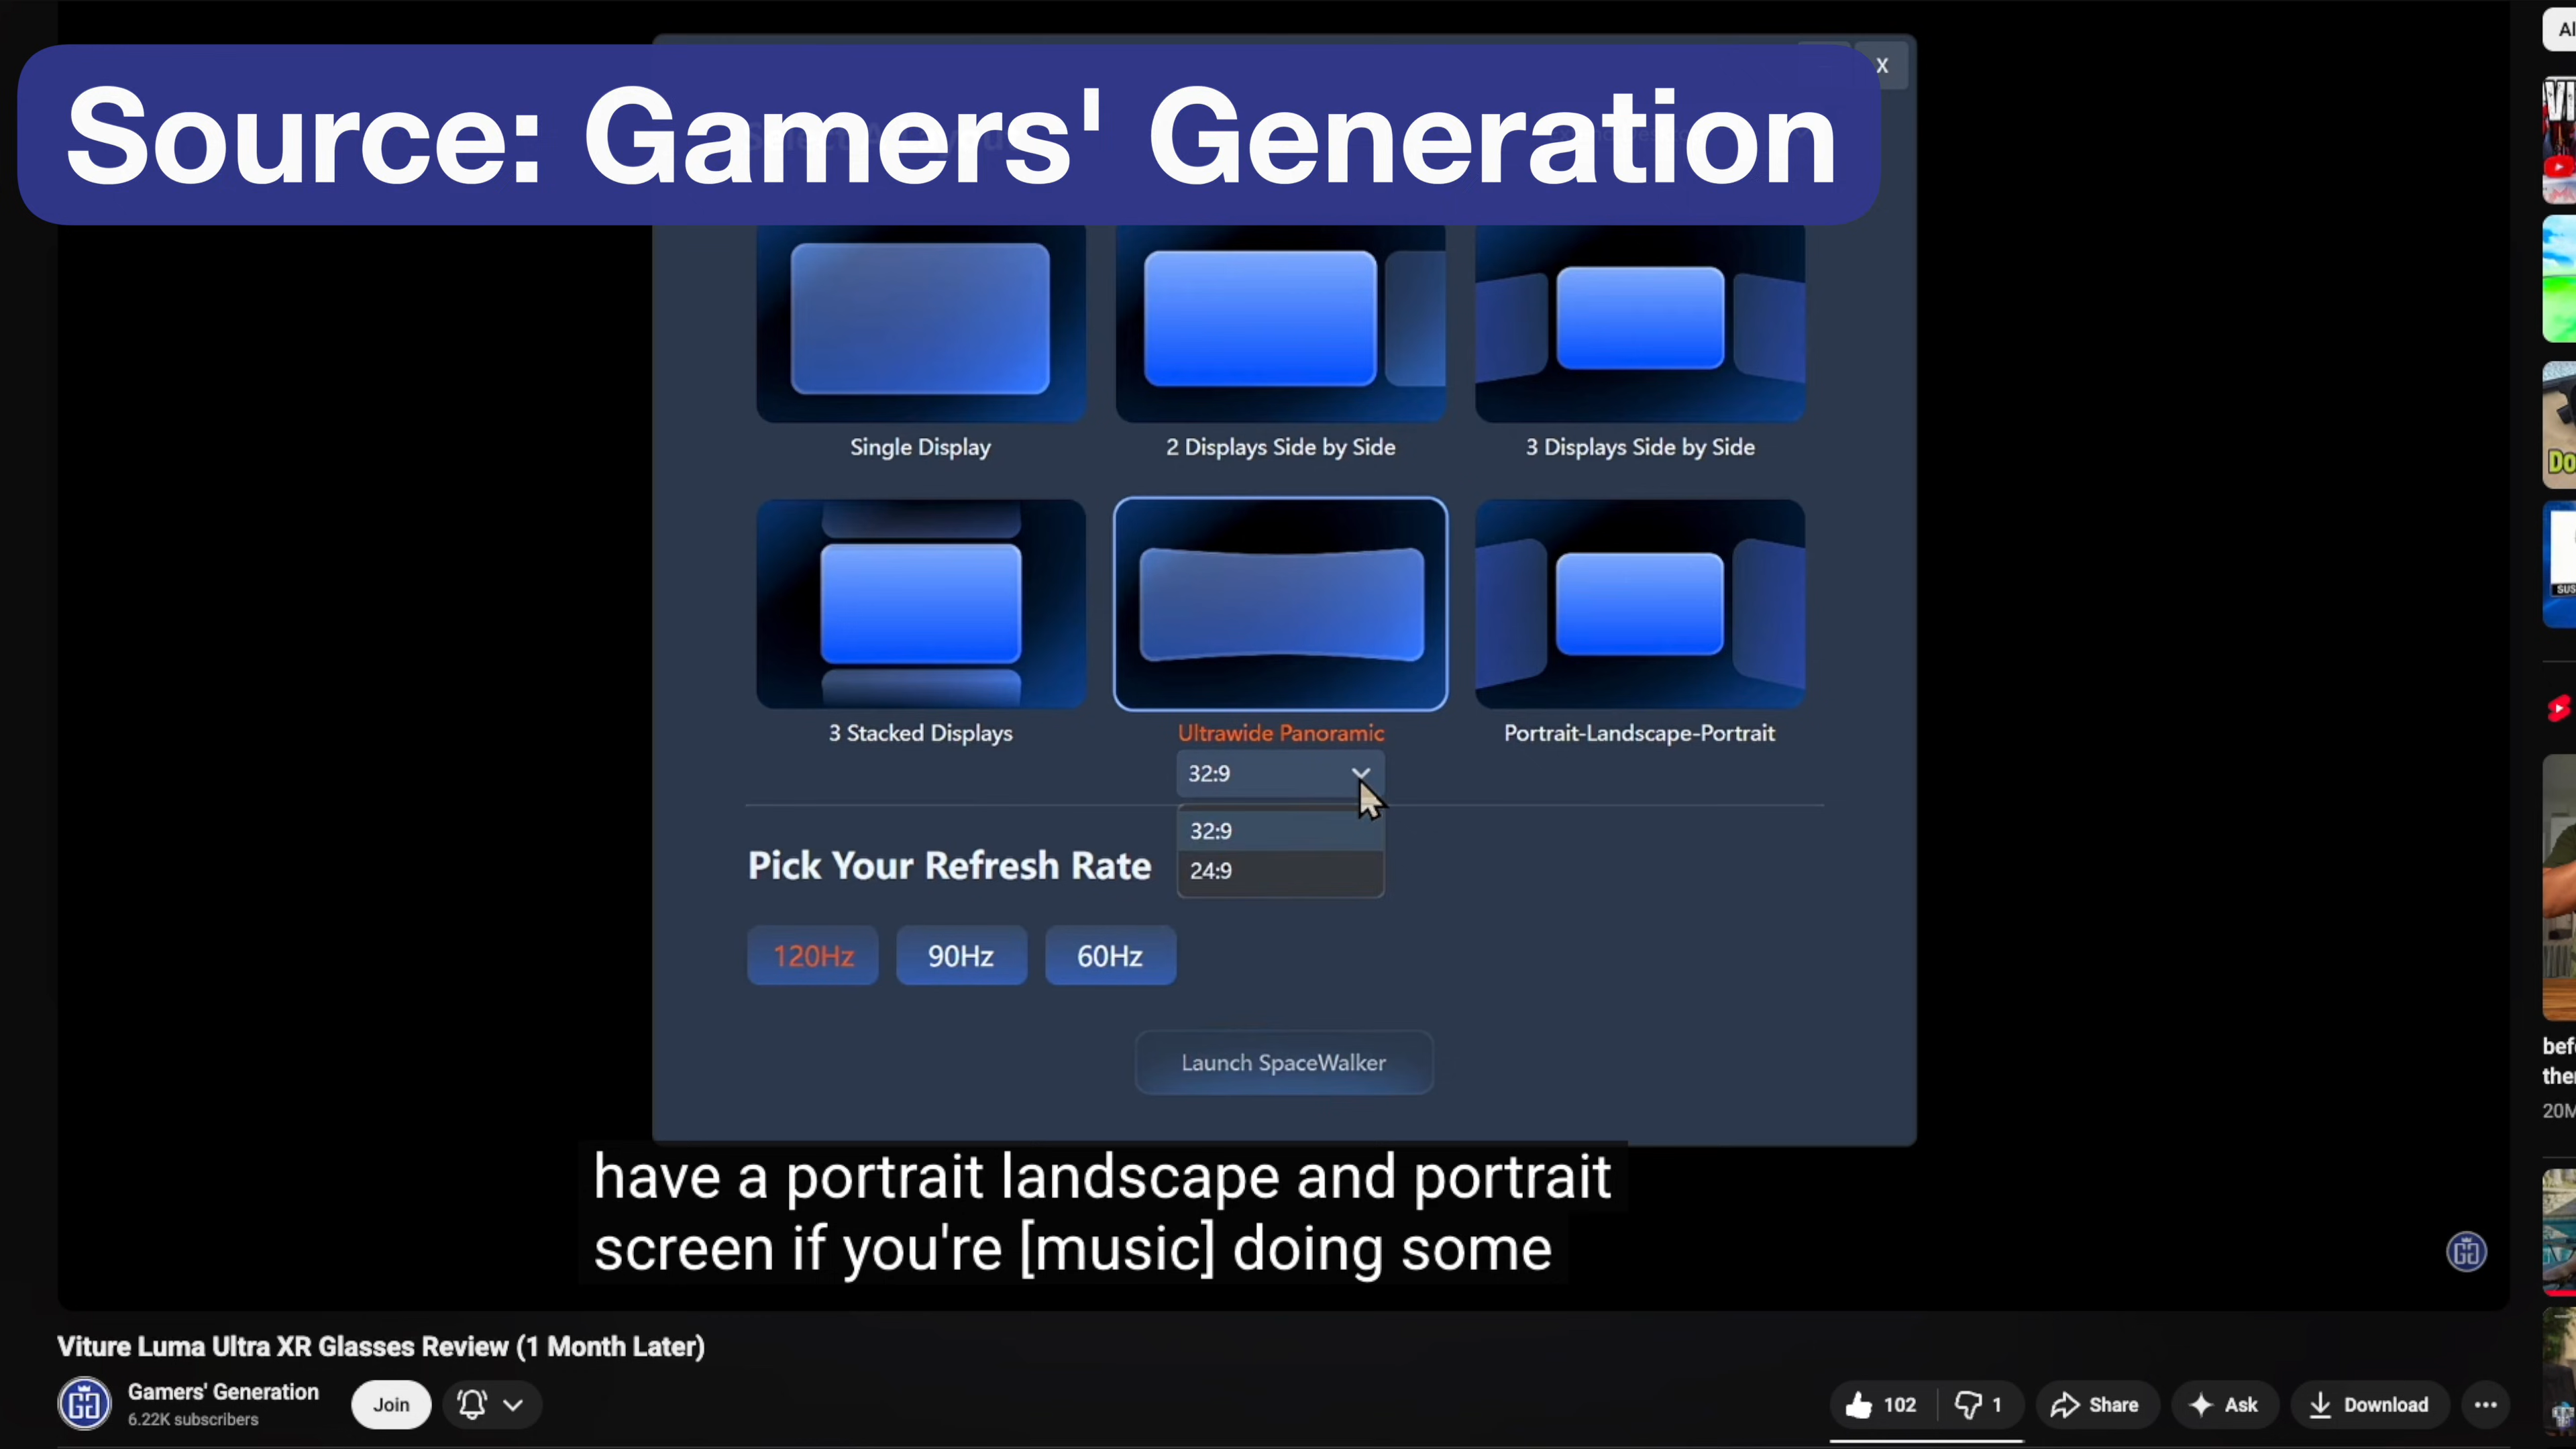 Source: Gamers' Generation
X
Single Display
2 Displays Side by Side
3 Displays Side by Side
3 Stacked Displays
Ultrawide Panoramic
Portrait-Landscape-Portrait
32:9
32:9
24:9
Pick Your Refresh Rate
120Hz
90Hz
60Hz
Launch SpaceWalker
have a portrait landscape and portrait
screen if you're [music] doing some
Viture Luma Ultra XR Glasses Review (1 Month Later)
Gamers' Generation
6.22K subscribers
Join
102
1
Share
Ask
Download
SUS
20M